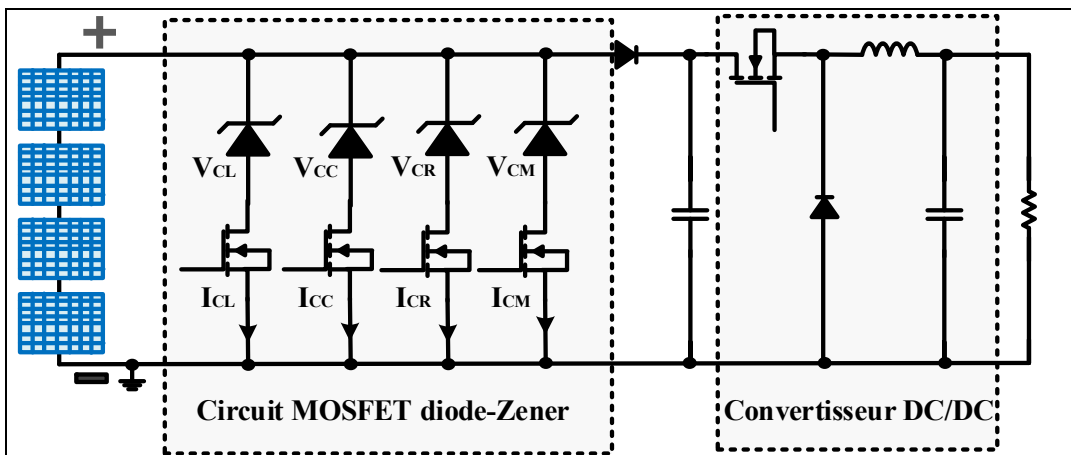 +
VCL VCC VCR VCM
ICL ICC ICR ICM
Circuit MOSFET diode-Zener
Convertisseur DC/DC